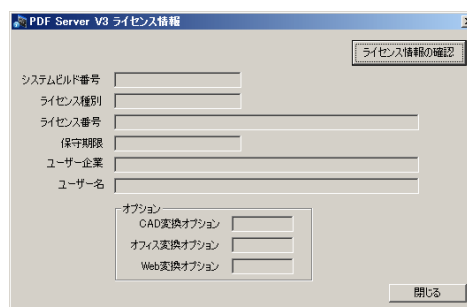 PDF Server V3 ライセンス情報
ライセンス情報の確認
システムビルド番号
ライセンス種別
ライセンス番号
保守期限
ユーザー企業
ユーザー名
オプション
CAD変換オプション
オフィス変換オプション
Web変換オプション
閉じる